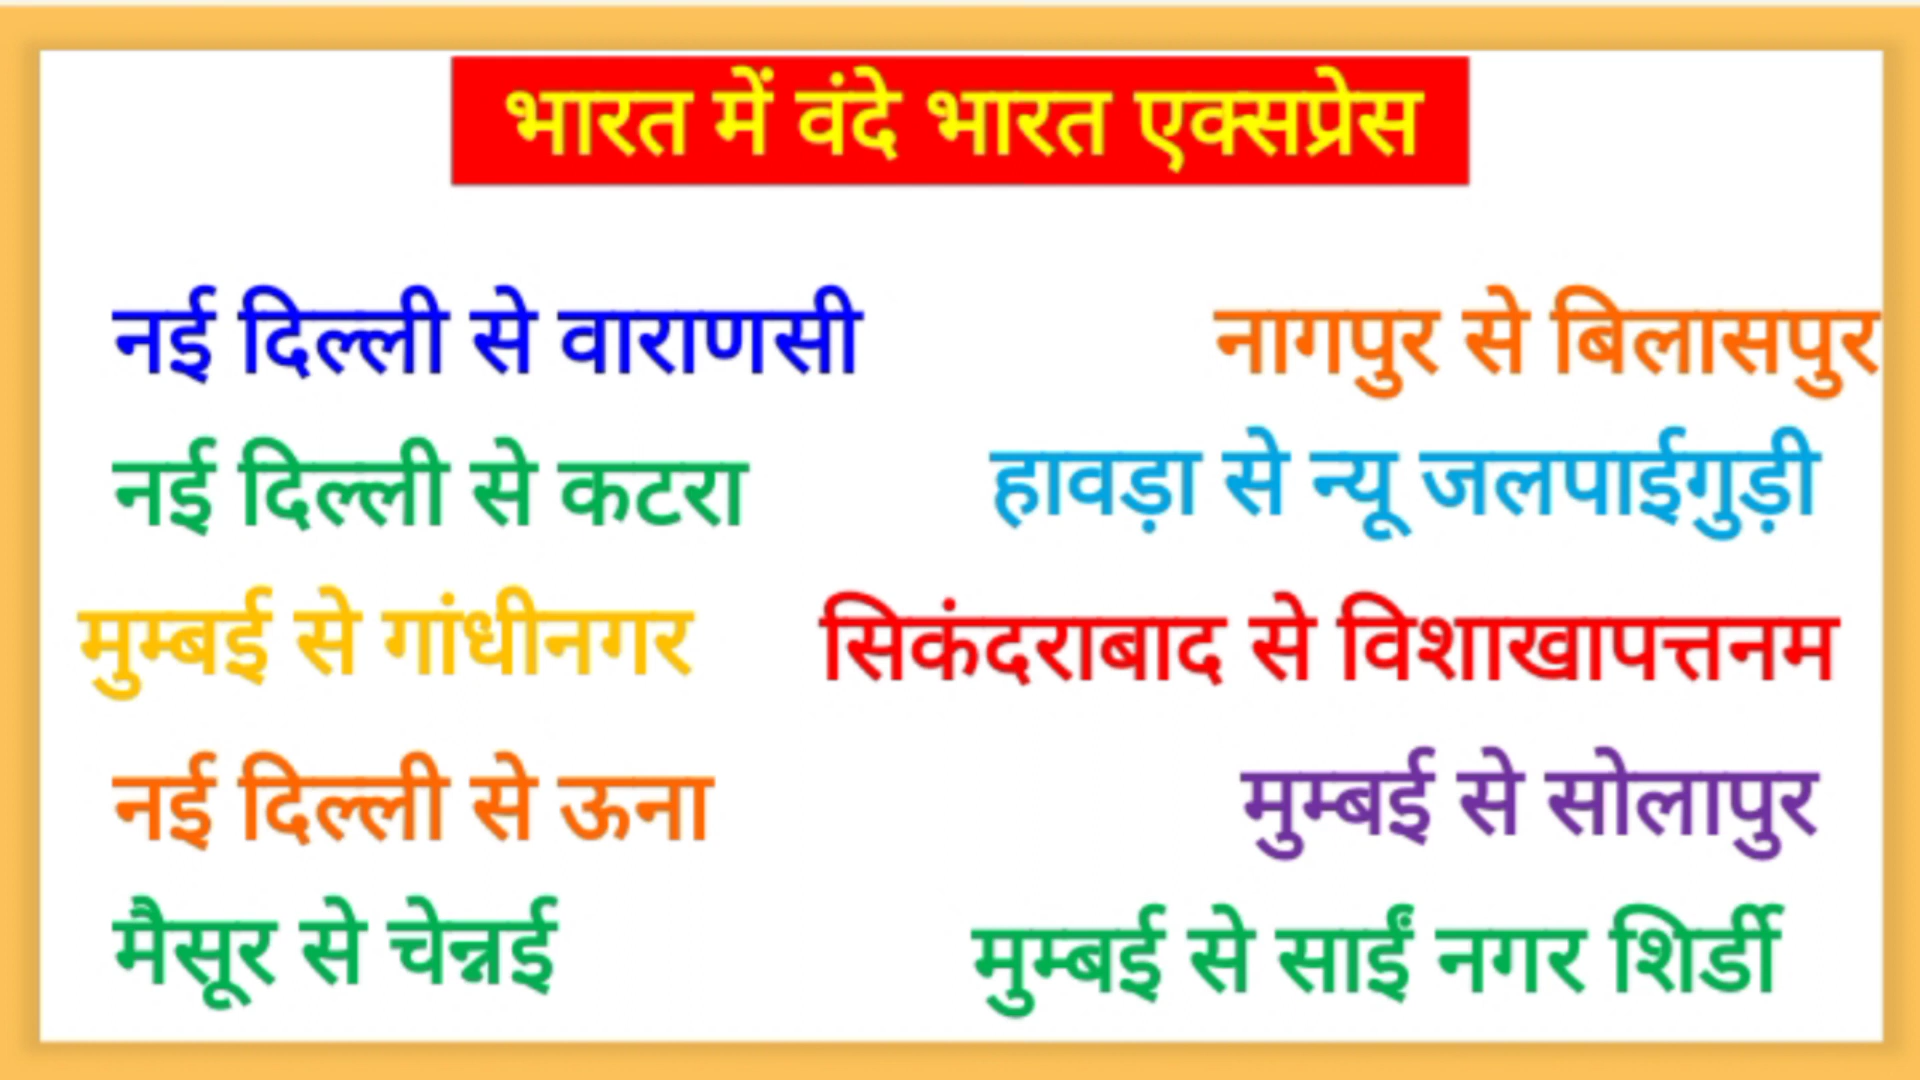 भारत में वंदे भारत एक्सप्रेस
नई दिल्ली से वाराणसी
नई दिल्ली से कटरा
मुम्बई से गांधीनगर
नई दिल्ली से ऊना
मैसूर से चेन्नई
नागपुर से बिलासपुर
हावड़ा से न्यू जलपाईगुड़ी
सिकंदराबाद से विशाखापत्तनम
मुम्बई से सोलापुर
मुम्बई से साईं नगर शिर्डी